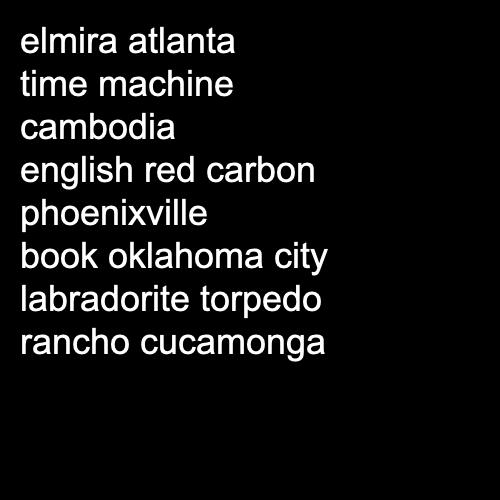 elmira atlanta
time machine
cambodia
english red carbon
phoenixville
book oklahoma city
labradorite torpedo
rancho cucamonga